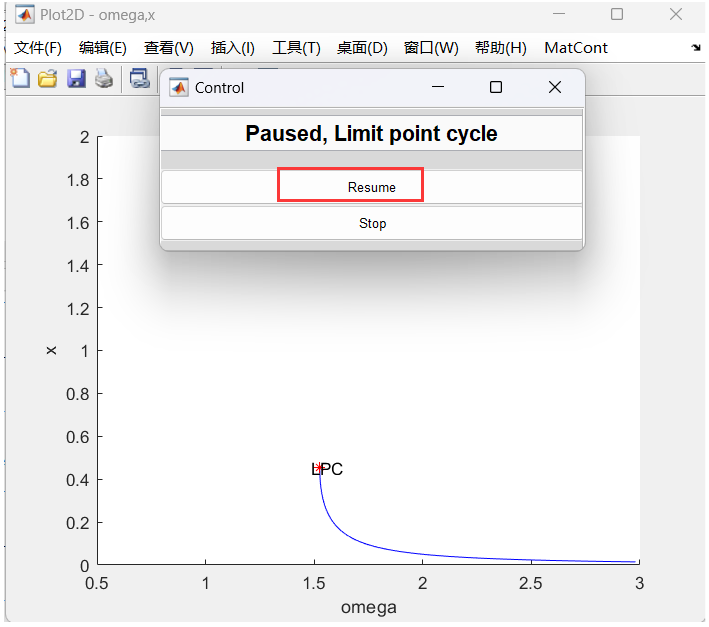 Plot2D - omega,x
文件(F) 编辑(E) 查看(V) 插入(I) 工具(T) 桌面(D) 窗口(W) 帮助(H) MatCont
Control
Paused, Limit point cycle
Resume
Stop
2
1.8
1.6
1.4
1.2
1
0.8
0.6
0.4
0.2
0
x
LPC
0.5 1 1.5 2 2.5 3
omega